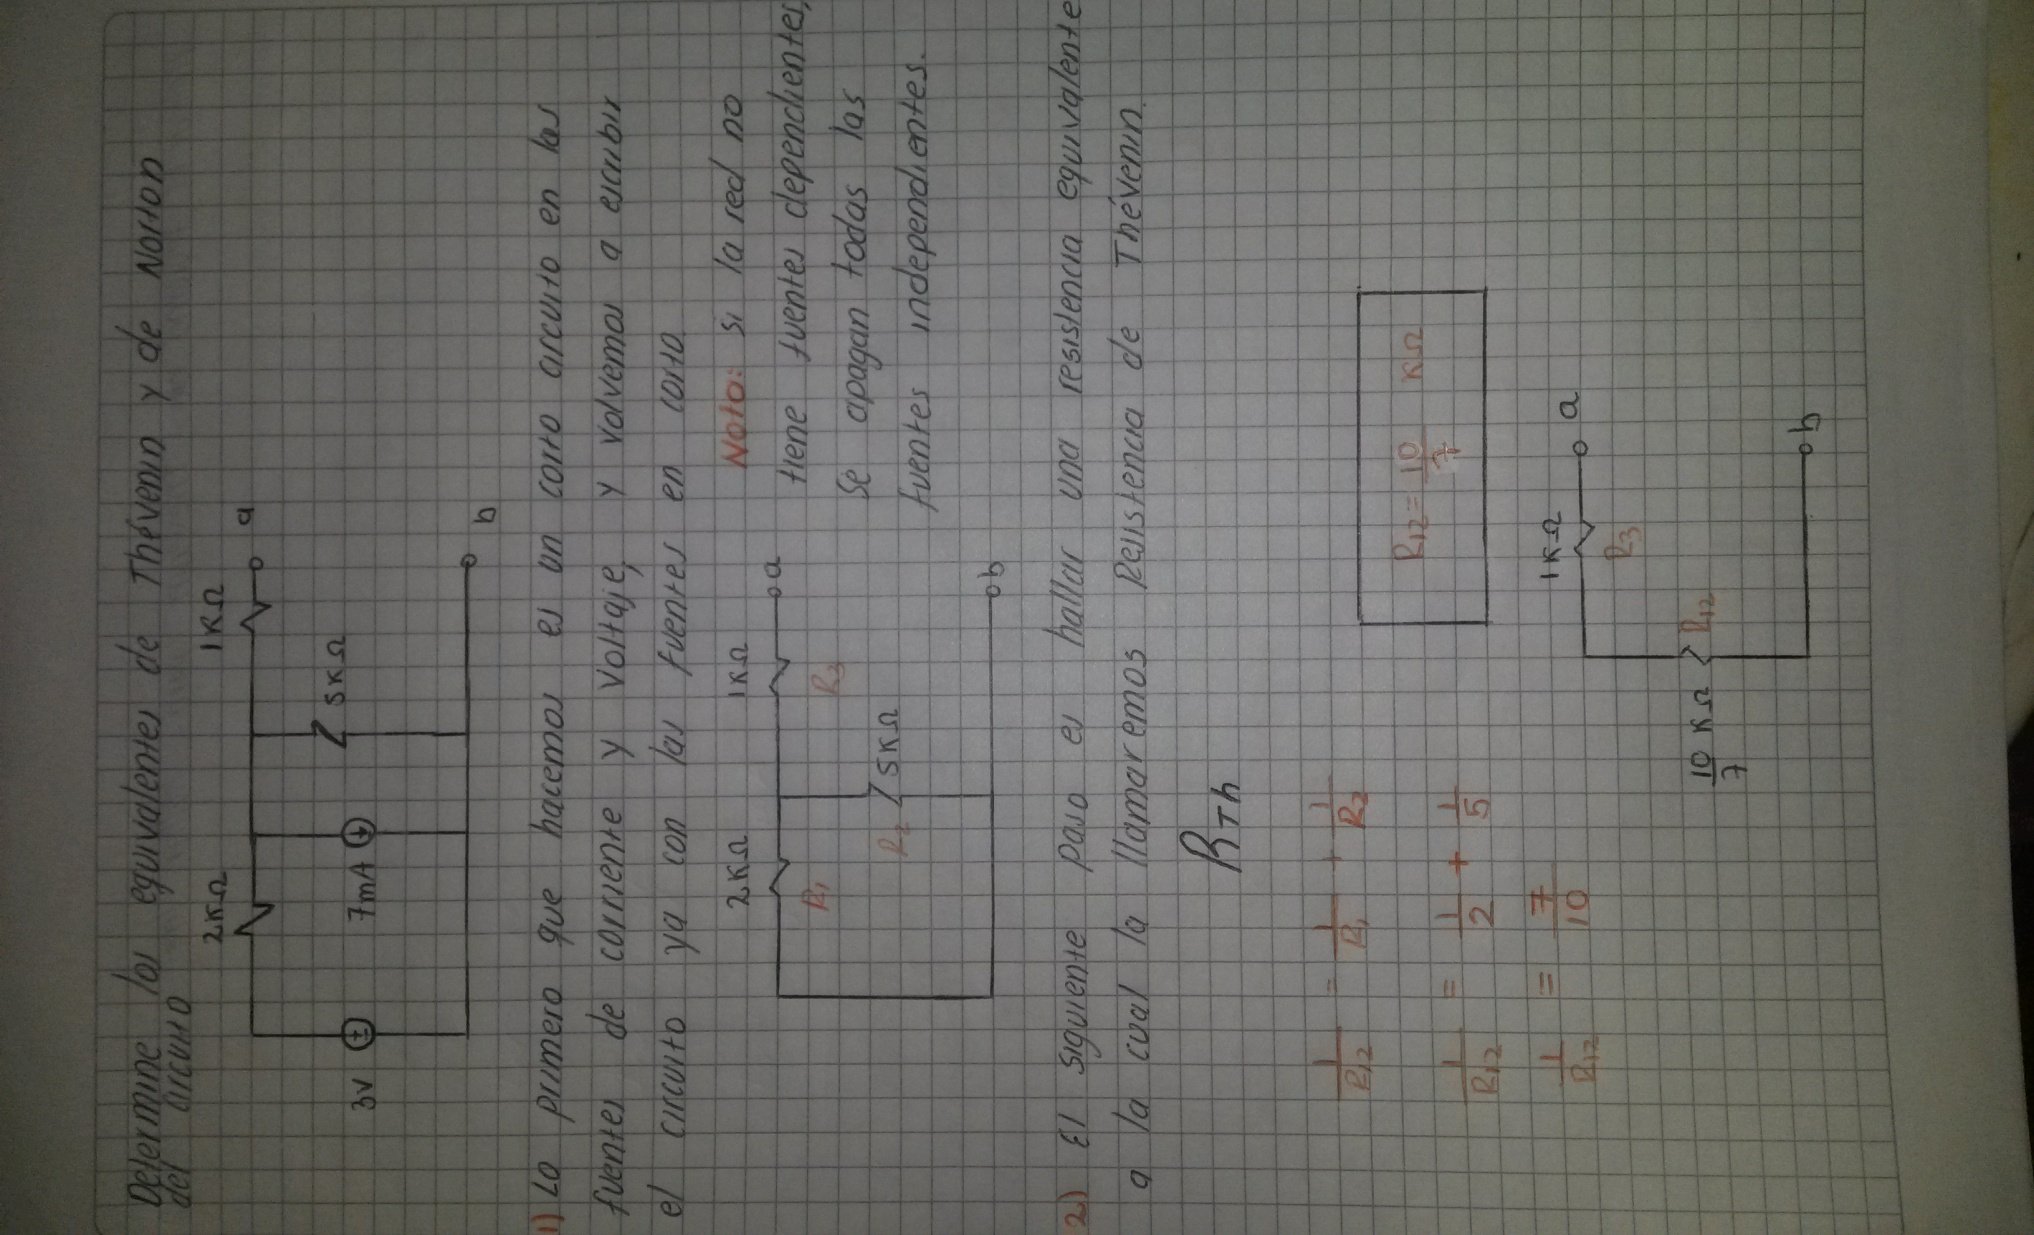 Determine los equivalentes de Thévenin y de Norton
del circuito
2KΩ
1KΩ
a
3V
7mA
5KΩ
b
1) Lo primero que hacemos es un corto circuito en las
fuentes de corriente y voltaje, y volvemos a escribir
el circuito ya con las fuentes en corto
2KΩ
1KΩ
a
R1
R3
R2
5KΩ
b
Nota: Si la red no
tiene fuentes dependientes,
Se apagan todas las
fuentes independientes.
2) El siguiente paso es hallar una resistencia equivalente
a la cual la llamaremos Resistencia de Thévenin.
RTh
1/R12 = 1/R1 + 1/R2
1/R12 = 1/2 + 1/5
1/R12 = 7/10
R12 = 10/7 KΩ
1KΩ
a
R3
10/7 KΩ
R12
b